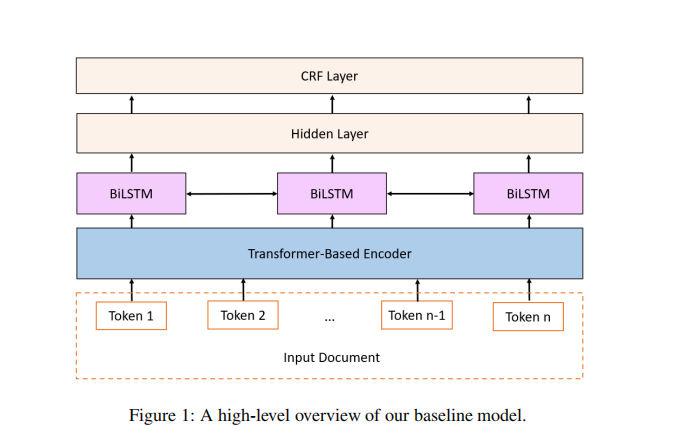 CRF Layer
Hidden Layer
BiLSTM BiLSTM BiLSTM
Transformer-Based Encoder
Token 1 Token 2 ... Token n-1 Token n
Input Document
Figure 1: A high-level overview of our baseline model.